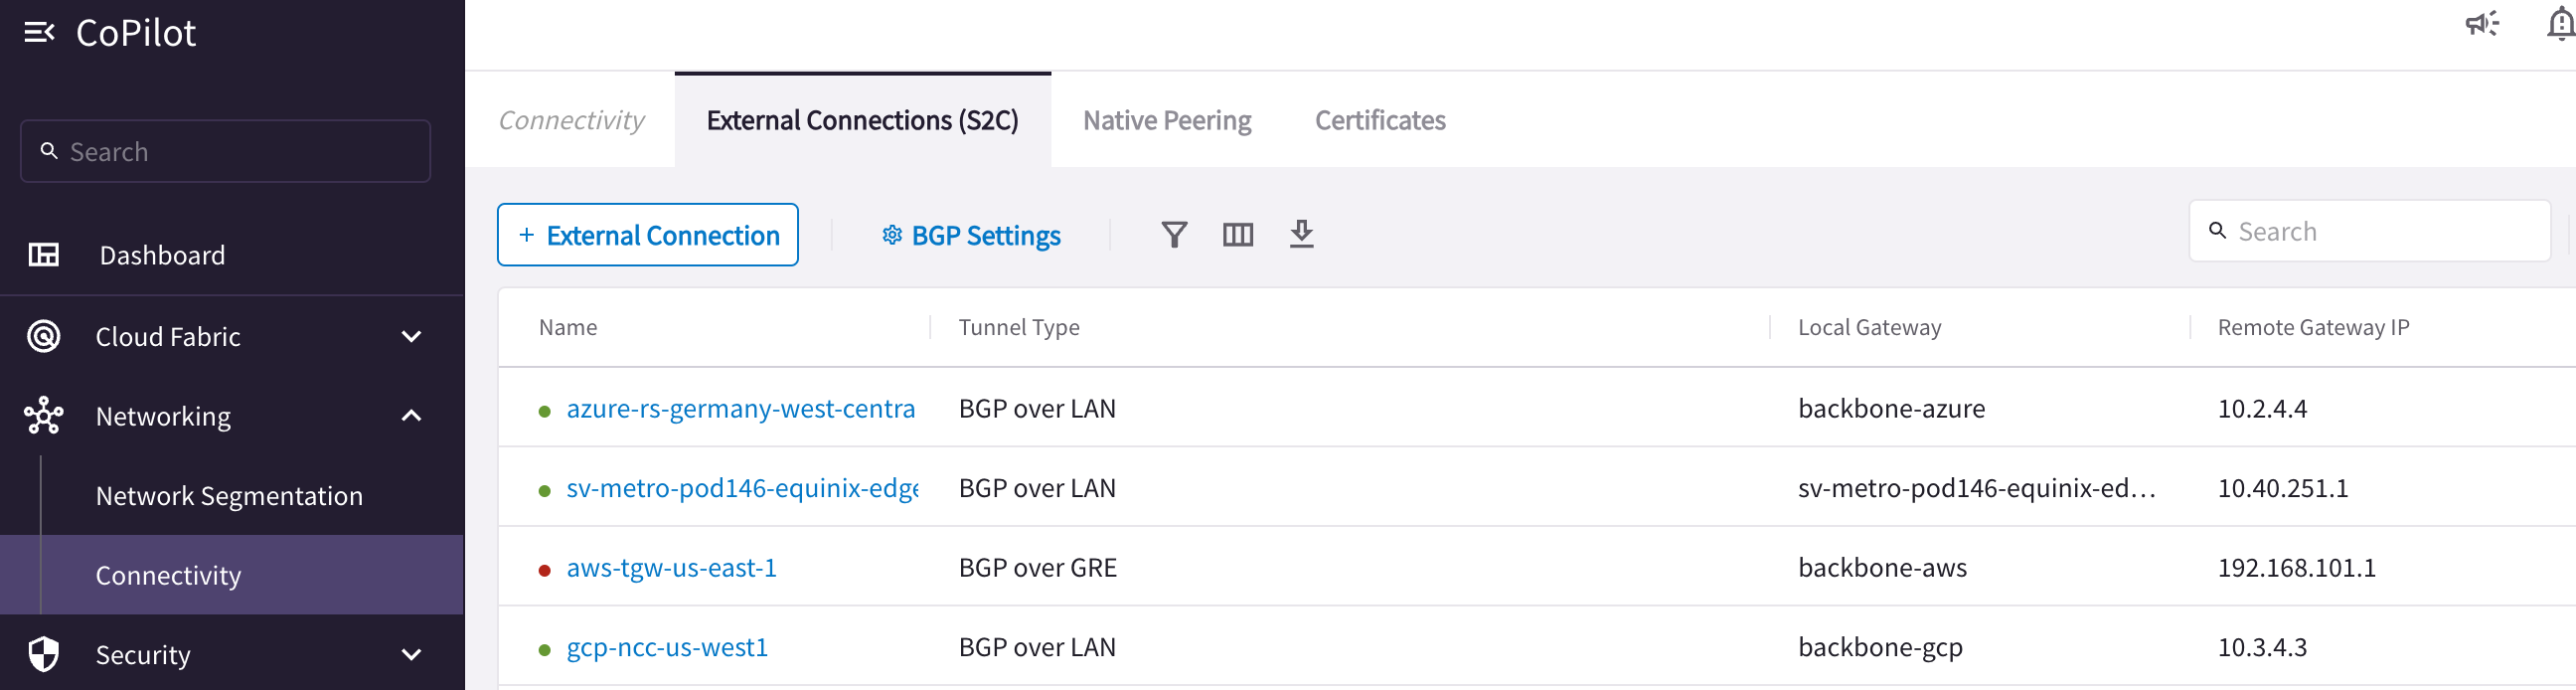 CoPilot
Search
Dashboard
Cloud Fabric
Networking
Network Segmentation
Connectivity
Security
Connectivity External Connections (S2C) Native Peering Certificates
+ External Connection BGP Settings Search
Name Tunnel Type Local Gateway Remote Gateway IP
azure-rs-germany-west-centra BGP over LAN backbone-azure 10.2.4.4
sv-metro-pod146-equinix-edge BGP over LAN sv-metro-pod146-equinix-ed... 10.40.251.1
aws-tgw-us-east-1 BGP over GRE backbone-aws 192.168.101.1
gcp-ncc-us-west1 BGP over LAN backbone-gcp 10.3.4.3